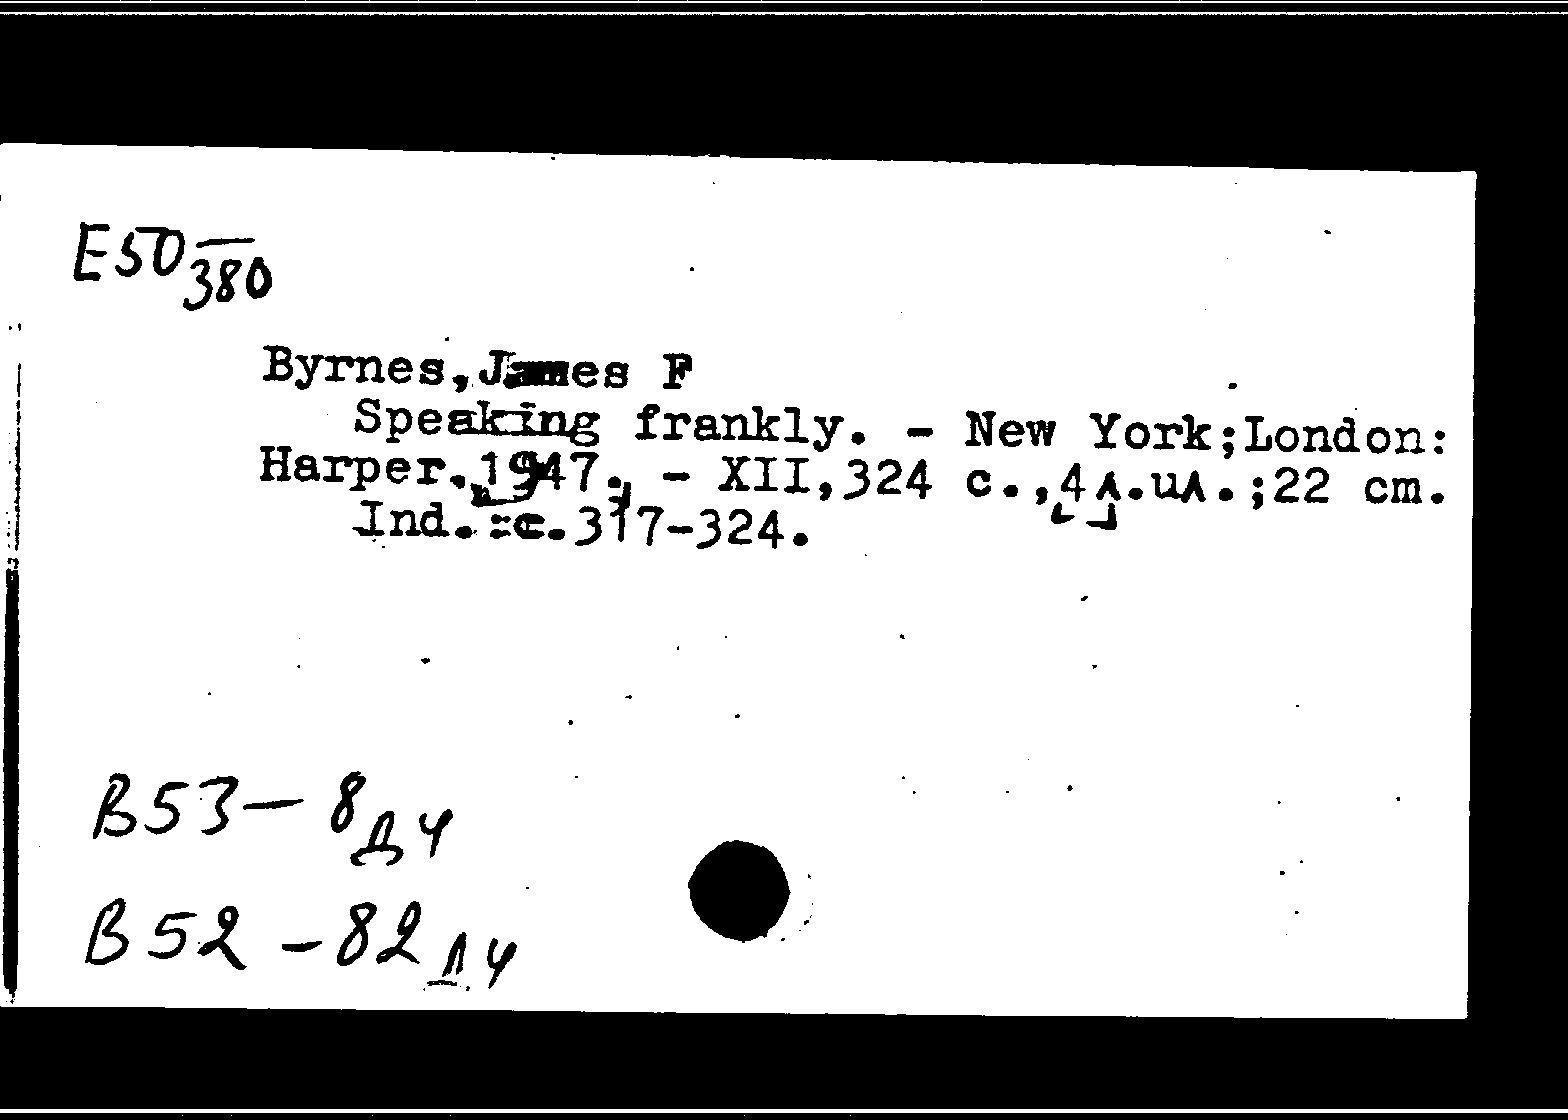 E50—380
Byrnes, James F
Speaking frankly. - New York; London:
Harper, 1947. - XII, 324 c., 4 л. ил.; 22 cm.
Ind.: c. 317-324.
B53-8 Д4
B52-82 Д4